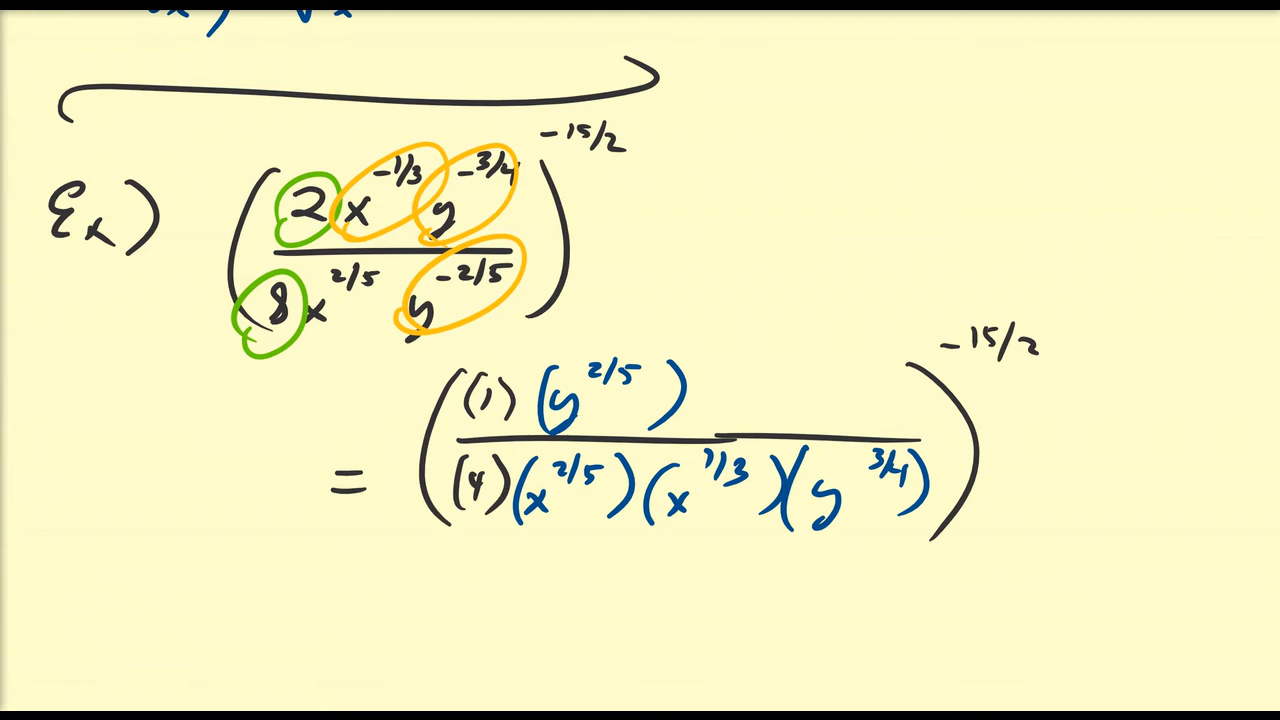 Ex) (2x^{-1/3} y^{-3/4} / 8x^{2/5} y^{-2/5})^{-15/2}
= ((1)(y^{2/5}) / (4)(x^{2/5})(x^{1/3})(y^{3/4}))^{-15/2}